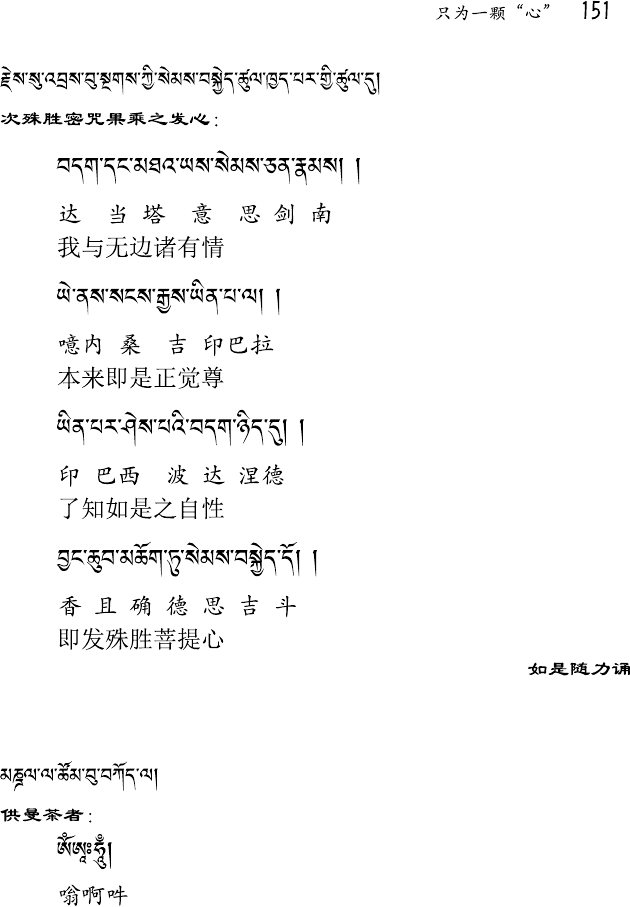 只为一颗“心” 151
རྗེས་སུ་འབྲས་བུ་སྔགས་ཀྱི་སེམས་བསྐྱེད་ཚུལ་ཁྱད་པར་གྱི་ཚུལ་དུ།
次殊胜密咒果乘之发心：
བདག་དང་མཐའ་ཡས་སེམས་ཅན་རྣམས། །
达 当 塔 意 思 剑 南
我与无边诸有情
ཡེ་ནས་སངས་རྒྱས་ཡིན་པ་ལ། །
噫内 桑 吉 印巴拉
本来即是正觉尊
ཡིན་པར་ཤེས་པའི་བདག་ཉིད་དུ། །
印 巴西 波 达 涅德
了知如是之自性
བྱང་ཆུབ་མཆོག་ཏུ་སེམས་བསྐྱེད་དོ། །
香 且 确 德 思 吉 斗
即发殊胜菩提心
如是随力诵
མཎྜལ་ལ་ཚོམ་བུ་བཀོད་ལ།
供曼荼者：
ༀ་ཨཱཿཧཱུྃ།
嗡啊吽